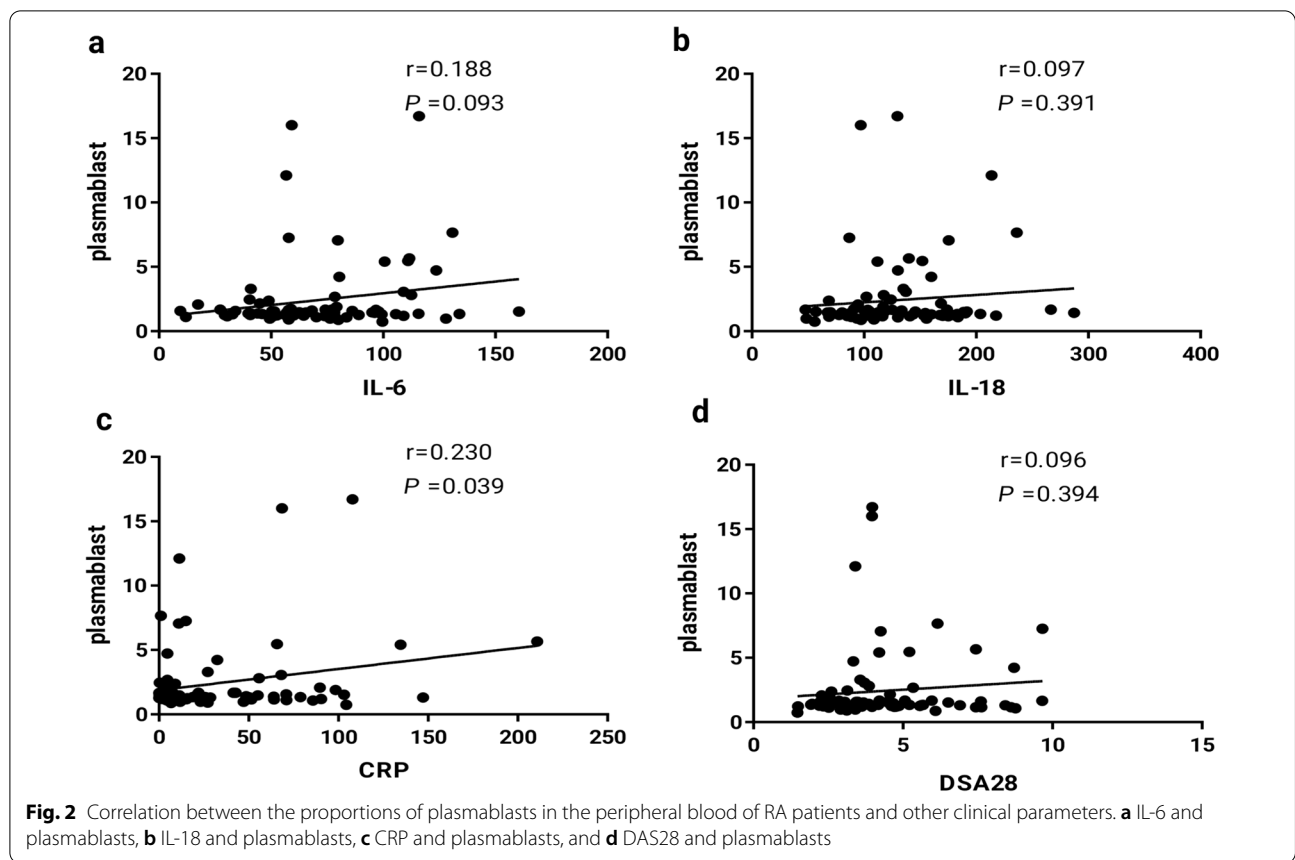 a
r=0.188
P =0.093
plasmablast
20
15
10
5
0
0 50 100 150 200
IL-6
b
r=0.097
P =0.391
plasmablast
20
15
10
5
0
0 100 200 300 400
IL-18
c
r=0.230
P =0.039
plasmablast
20
15
10
5
0
0 50 100 150 200 250
CRP
d
r=0.096
P =0.394
plasmablast
20
15
10
5
0
0 5 10 15
DSA28
Fig. 2 Correlation between the proportions of plasmablasts in the peripheral blood of RA patients and other clinical parameters. a IL-6 and
plasmablasts, b IL-18 and plasmablasts, c CRP and plasmablasts, and d DAS28 and plasmablasts